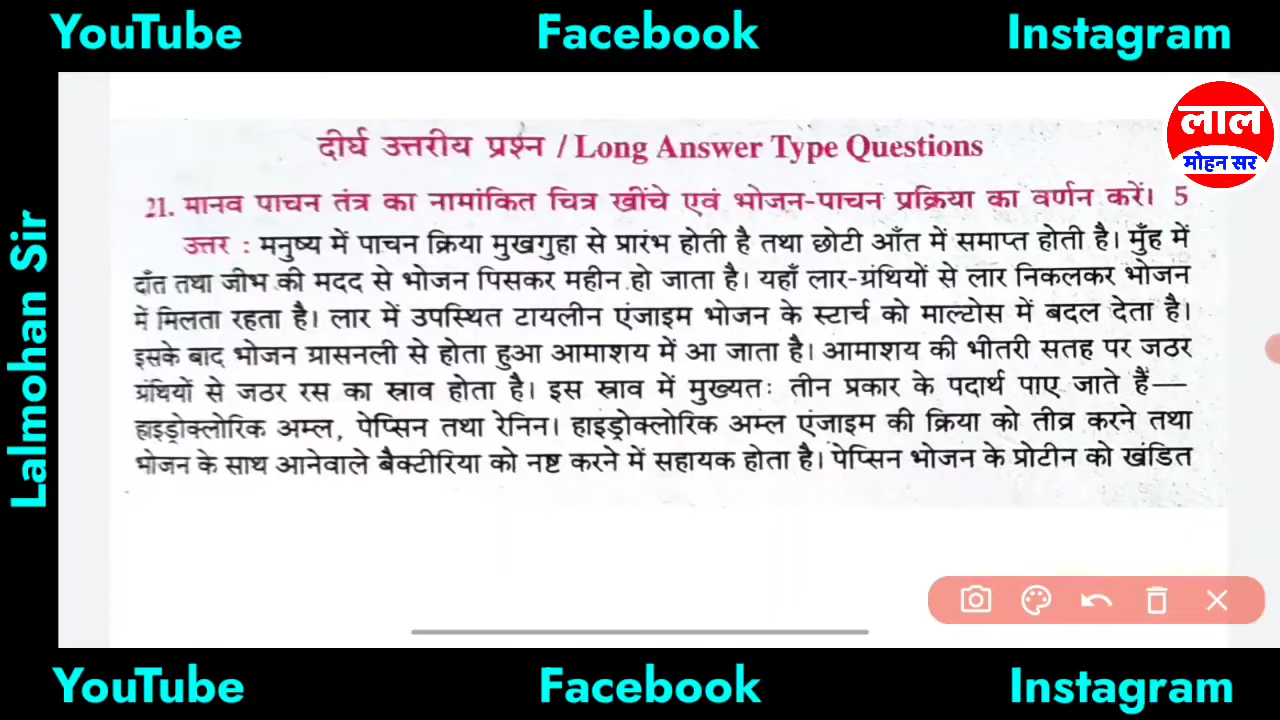 YouTube Facebook Instagram
लाल
मोहन सर
Lalmohan Sir
दीर्घ उत्तरीय प्रश्न / Long Answer Type Questions
21. मानव पाचन तंत्र का नामांकित चित्र खींचे एवं भोजन-पाचन प्रक्रिया का वर्णन करें। 5
उत्तर : मनुष्य में पाचन क्रिया मुखगुहा से प्रारंभ होती है तथा छोटी आँत में समाप्त होती है। मुँह में
दाँत तथा जीभ की मदद से भोजन पिसकर महीन हो जाता है। यहाँ लार-ग्रंथियों से लार निकलकर भोजन
में मिलता रहता है। लार में उपस्थित टायलीन एंजाइम भोजन के स्टार्च को माल्टोस में बदल देता है।
इसके बाद भोजन ग्रासनली से होता हुआ आमाशय में आ जाता है। आमाशय की भीतरी सतह पर जठर
ग्रंथियों से जठर रस का स्राव होता है। इस स्राव में मुख्यतः तीन प्रकार के पदार्थ पाए जाते हैं—
हाइड्रोक्लोरिक अम्ल, पेप्सिन तथा रेनिन। हाइड्रोक्लोरिक अम्ल एंजाइम की क्रिया को तीव्र करने तथा
भोजन के साथ आनेवाले बैक्टीरिया को नष्ट करने में सहायक होता है। पेप्सिन भोजन के प्रोटीन को खंडित
YouTube Facebook Instagram